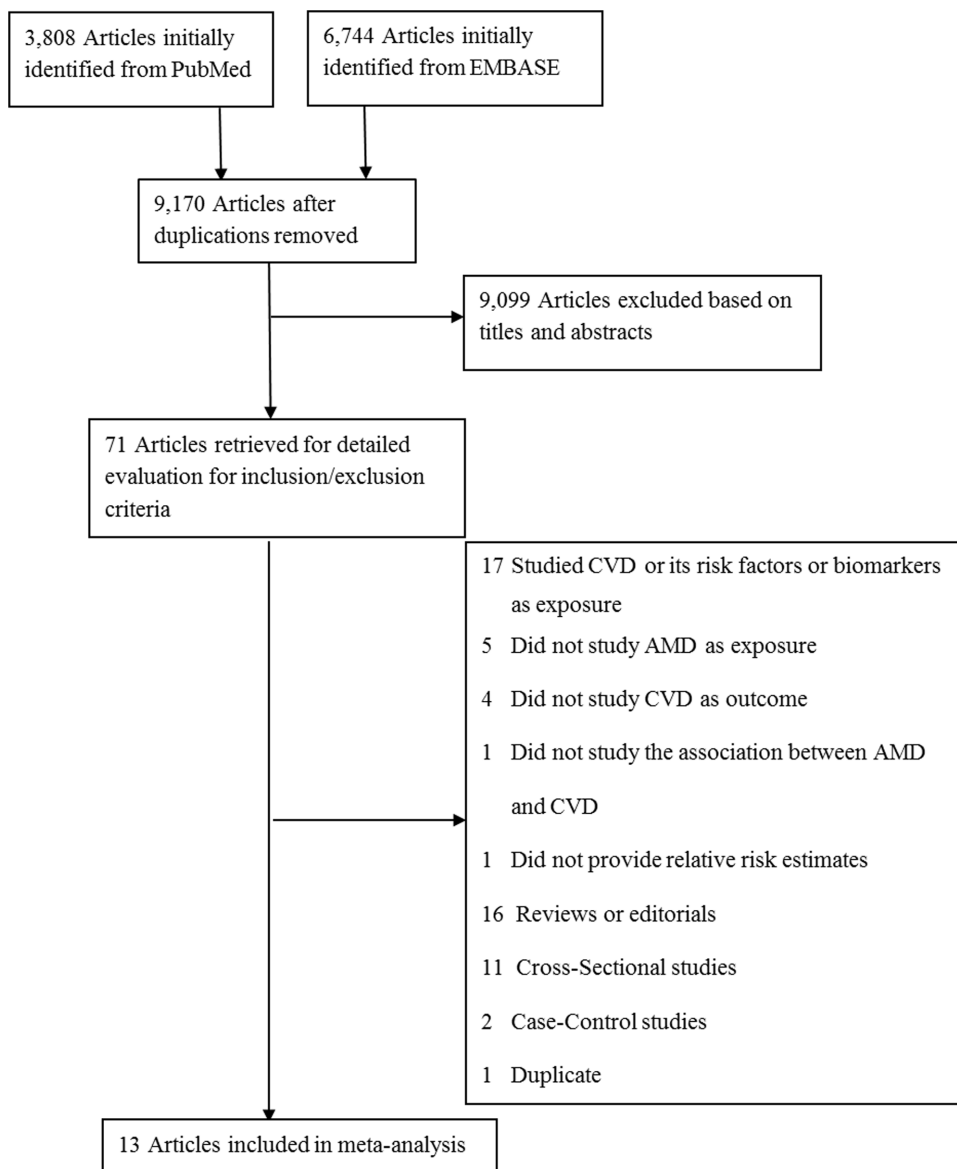 3,808 Articles initially
identified from PubMed
6,744 Articles initially
identified from EMBASE
9,170 Articles after
duplications removed
9,099 Articles excluded based on
titles and abstracts
71 Articles retrieved for detailed
evaluation for inclusion/exclusion
criteria
17 Studied CVD or its risk factors or biomarkers
as exposure
5 Did not study AMD as exposure
4 Did not study CVD as outcome
1 Did not study the association between AMD
and CVD
1 Did not provide relative risk estimates
16 Reviews or editorials
11 Cross-Sectional studies
2 Case-Control studies
1 Duplicate
13 Articles included in meta-analysis